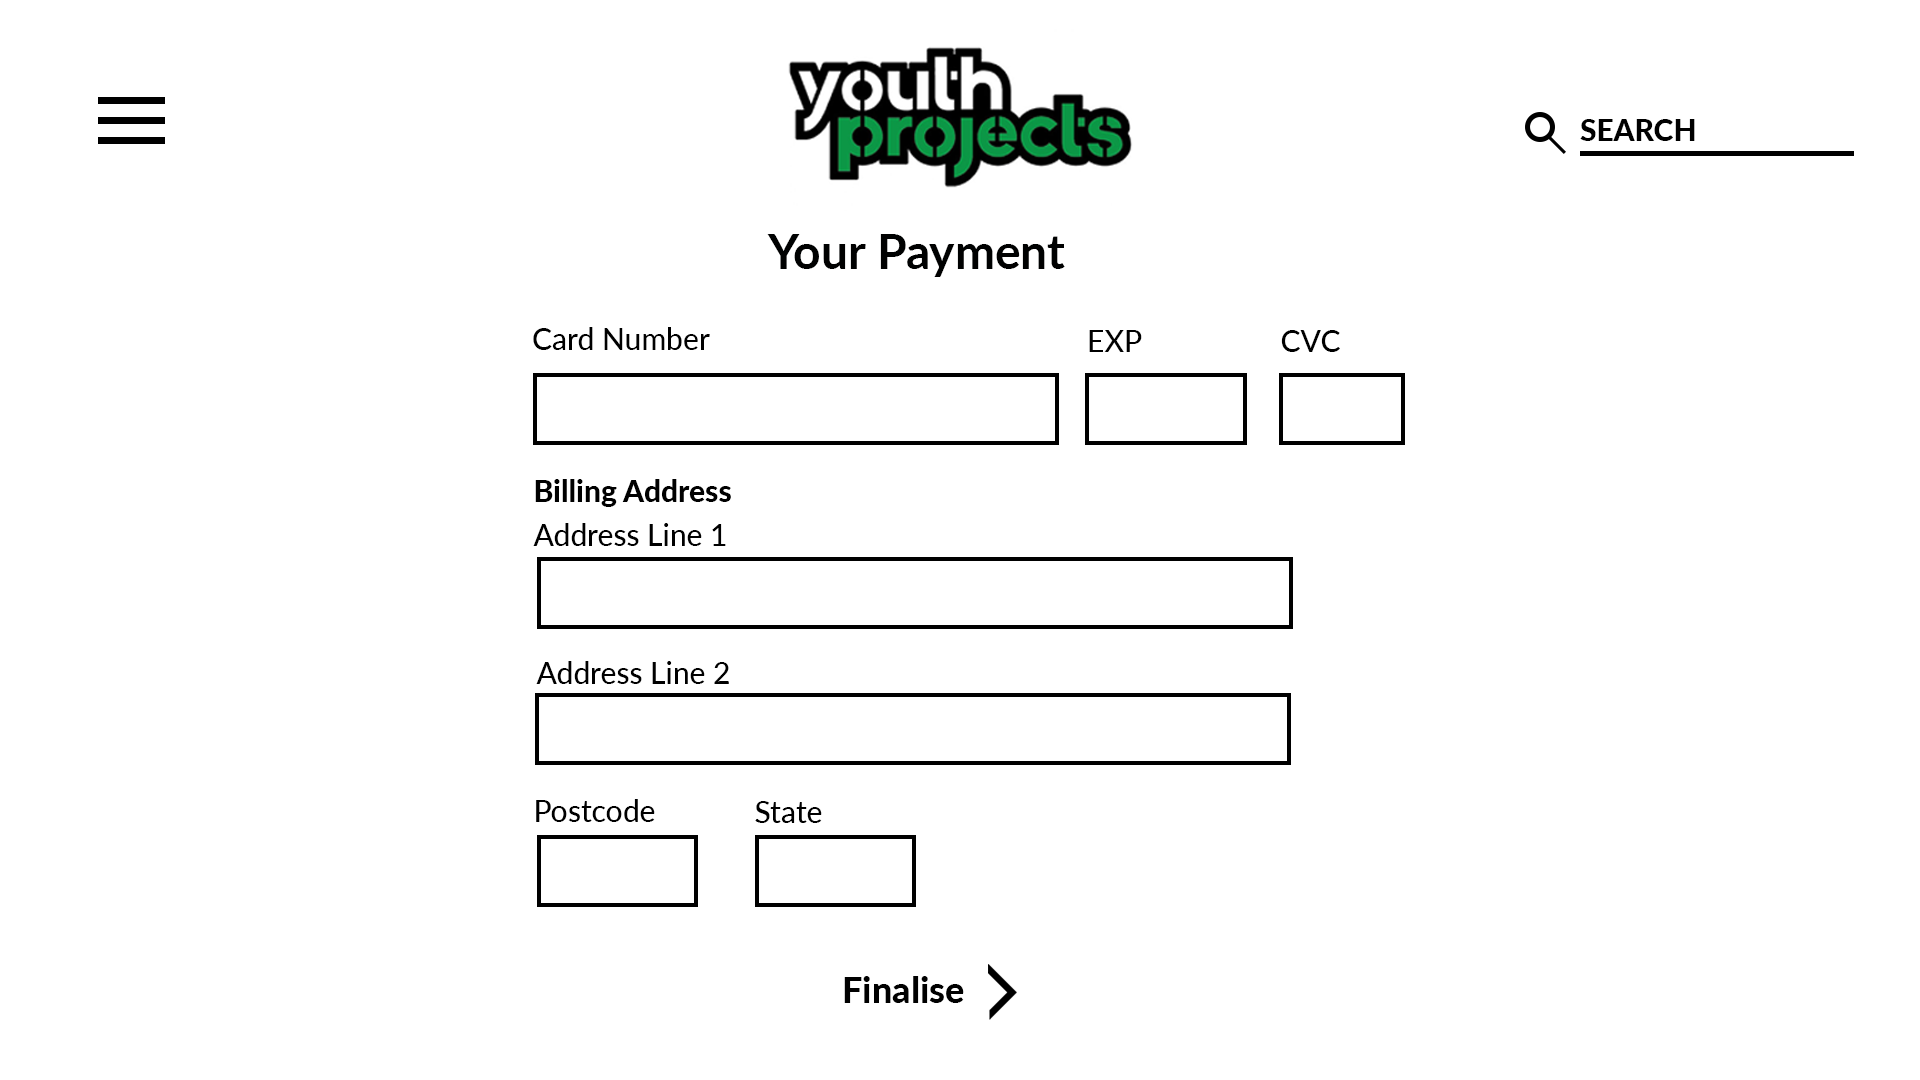 youth
projects
SEARCH
Your Payment
Card Number
EXP
CVC
Billing Address
Address Line 1
Address Line 2
Postcode
State
Finalise